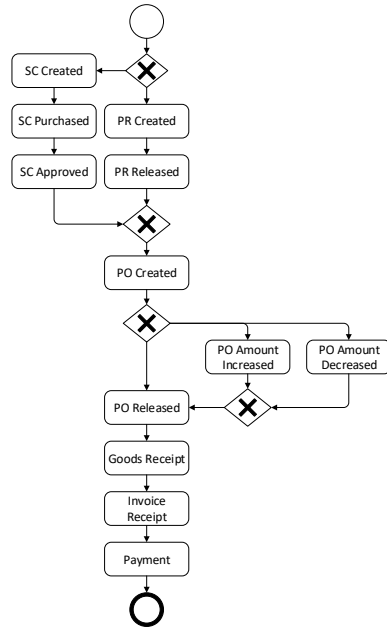 SC Created
SC Purchased
PR Created
SC Approved
PR Released
PO Created
PO Amount
Increased
PO Amount
Decreased
PO Released
Goods Receipt
Invoice
Receipt
Payment